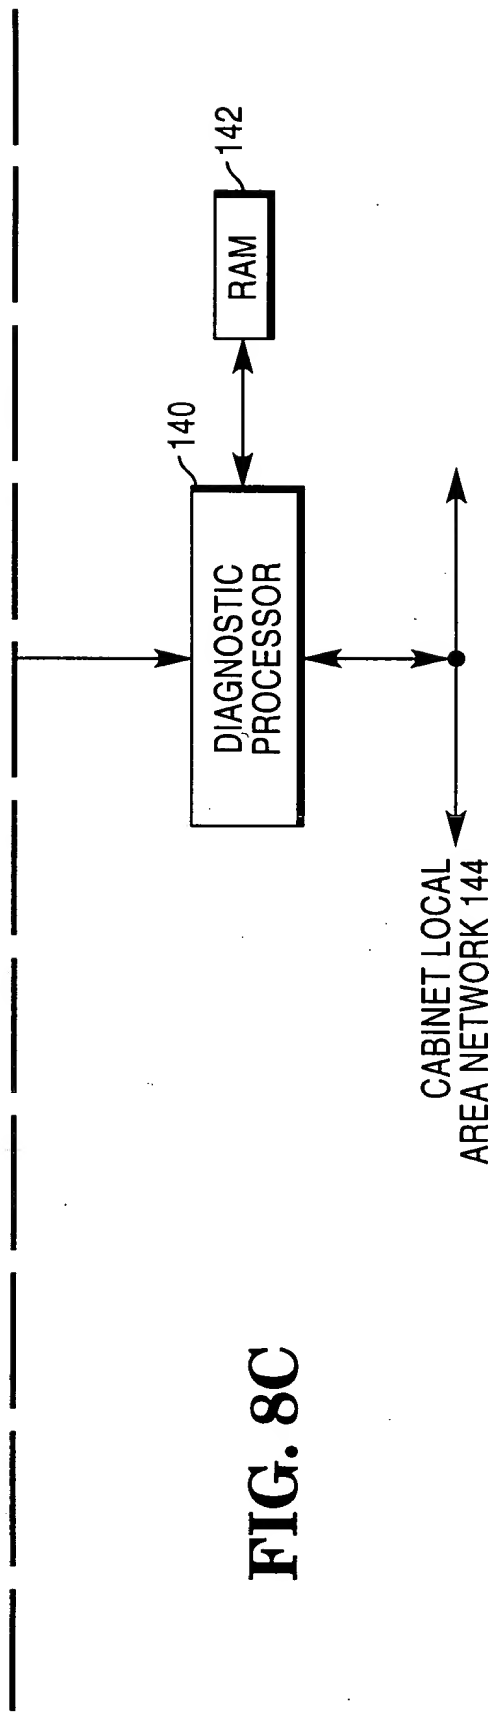 142
RAM
140
DIAGNOSTIC
PROCESSOR
CABINET LOCAL
AREA NETWORK 144
FIG. 8C